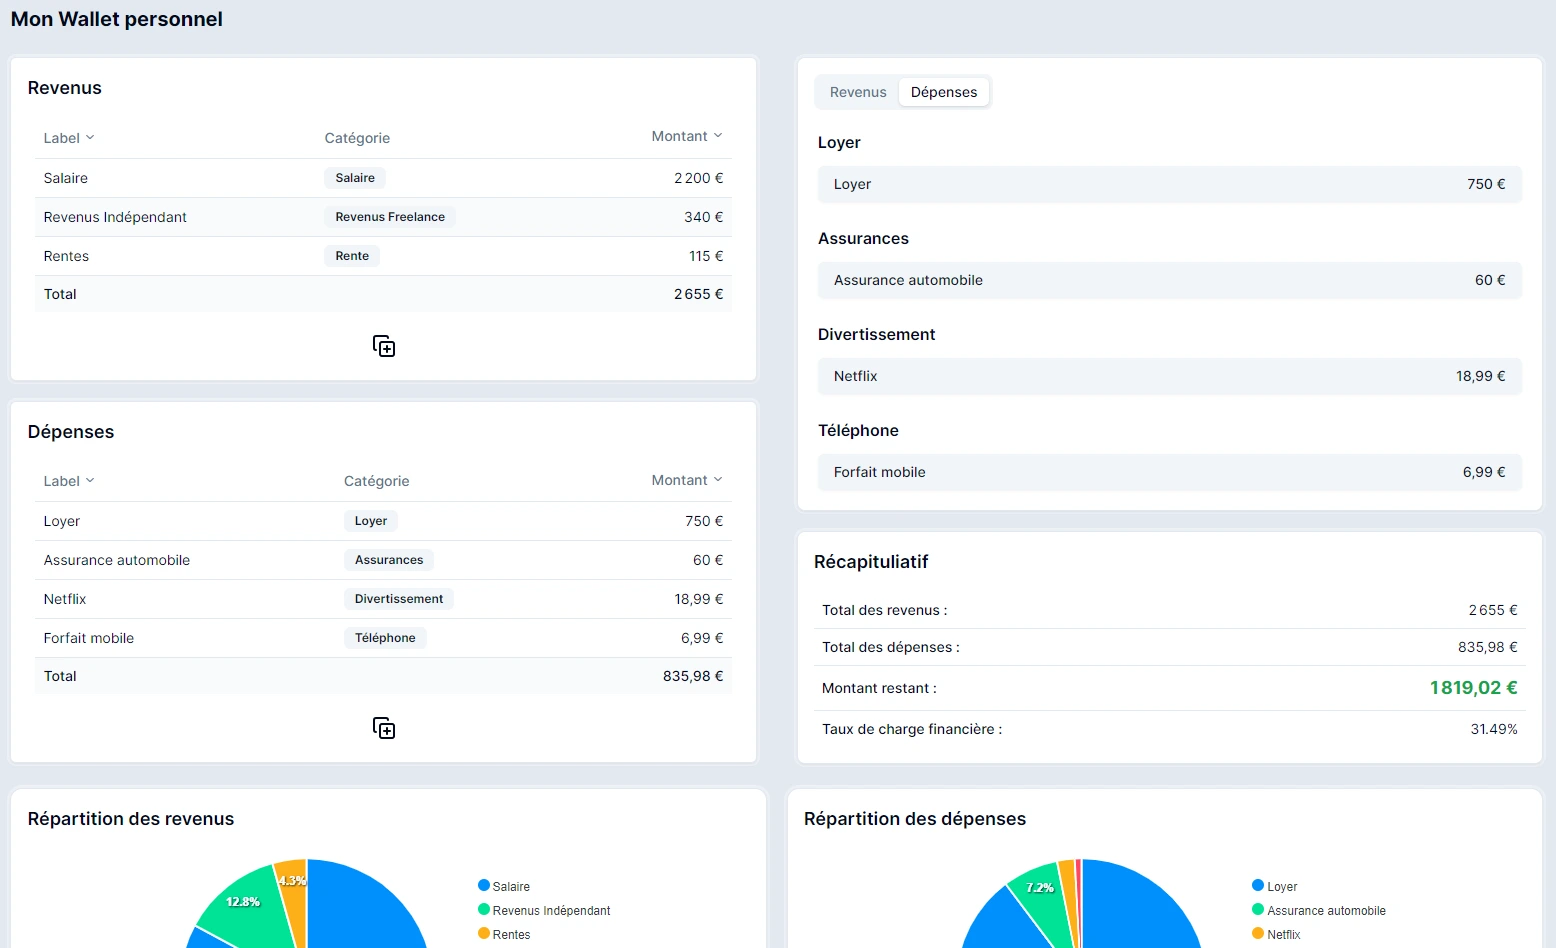 Mon Wallet personnel
Revenus
Label Catégorie Montant
Salaire Salaire 2 200 €
Revenus Indépendant Revenus Freelance 340 €
Rentes Rente 115 €
Total 2 655 €
Dépenses
Label Catégorie Montant
Loyer Loyer 750 €
Assurance automobile Assurances 60 €
Netflix Divertissement 18,99 €
Forfait mobile Téléphone 6,99 €
Total 835,98 €
Revenus Dépenses
Loyer
Loyer 750 €
Assurances
Assurance automobile 60 €
Divertissement
Netflix 18,99 €
Téléphone
Forfait mobile 6,99 €
Récapituliatif
Total des revenus : 2 655 €
Total des dépenses : 835,98 €
Montant restant : 1 819,02 €
Taux de charge financière : 31.49%
Répartition des revenus
4.3%
12.8%
Salaire
Revenus Indépendant
Rentes
Répartition des dépenses
7.2%
Loyer
Assurance automobile
Netflix